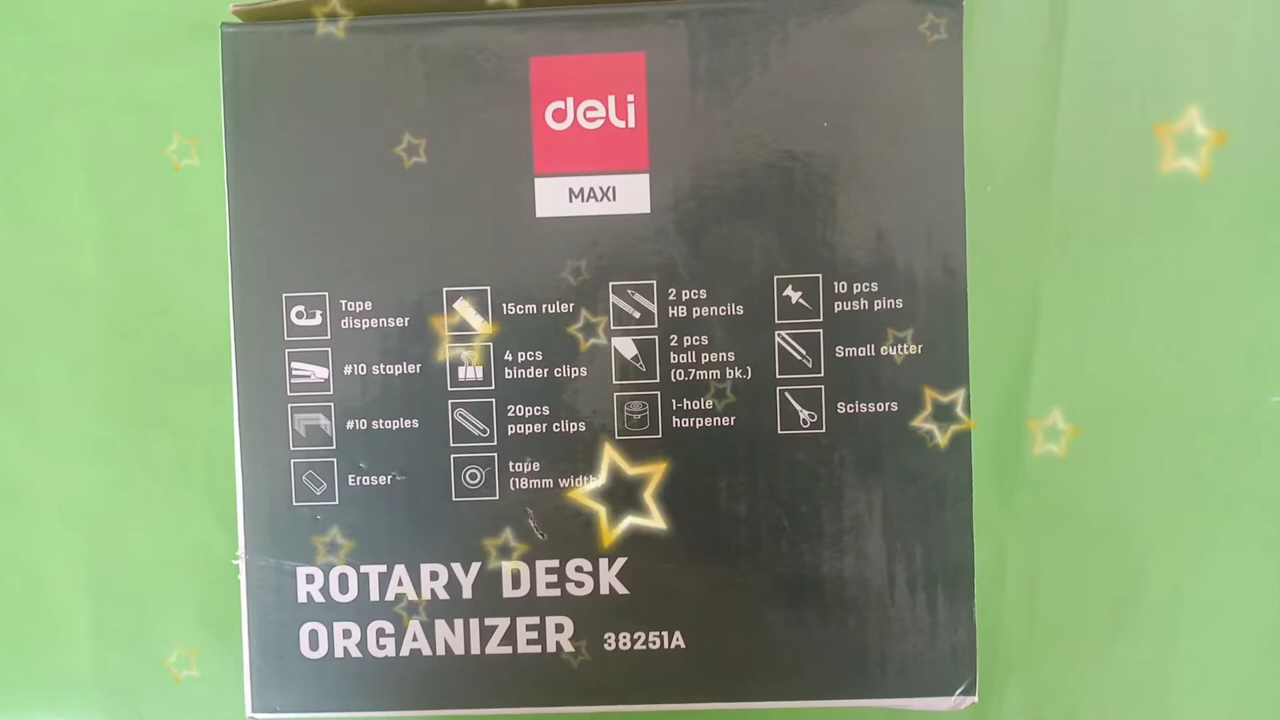 deli
MAXI
Tape
dispenser
#10 stapler
#10 staples
Eraser
15cm ruler
4 pcs
binder clips
20pcs
paper clips
tape
(18mm width)
2 pcs
HB pencils
2 pcs
ball pens
(0.7mm bk.)
1-hole
harpener
10 pcs
push pins
Small cutter
Scissors
ROTARY DESK
ORGANIZER 38251A